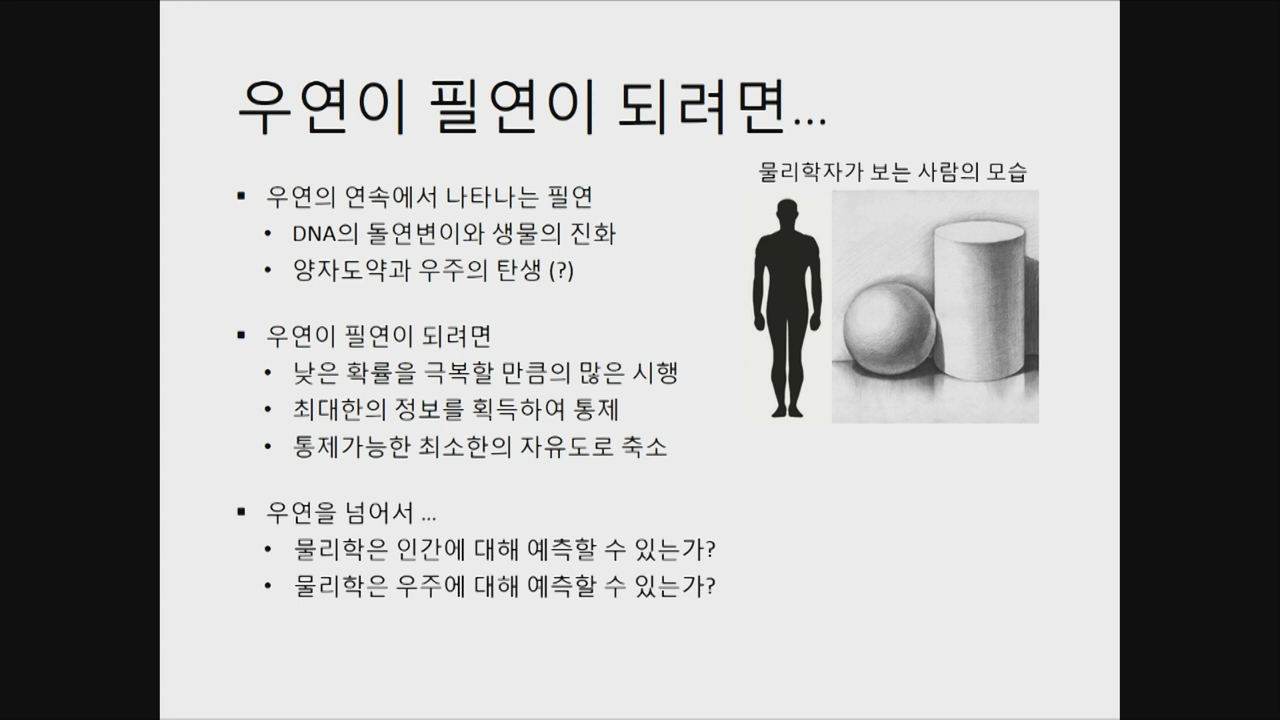 우연이 필연이 되려면...
물리학자가 보는 사람의 모습
▪ 우연의 연속에서 나타나는 필연
• DNA의 돌연변이와 생물의 진화
• 양자도약과 우주의 탄생 (?)
▪ 우연이 필연이 되려면
• 낮은 확률을 극복할 만큼의 많은 시행
• 최대한의 정보를 획득하여 통제
• 통제가능한 최소한의 자유도로 축소
▪ 우연을 넘어서 ...
• 물리학은 인간에 대해 예측할 수 있는가?
• 물리학은 우주에 대해 예측할 수 있는가?